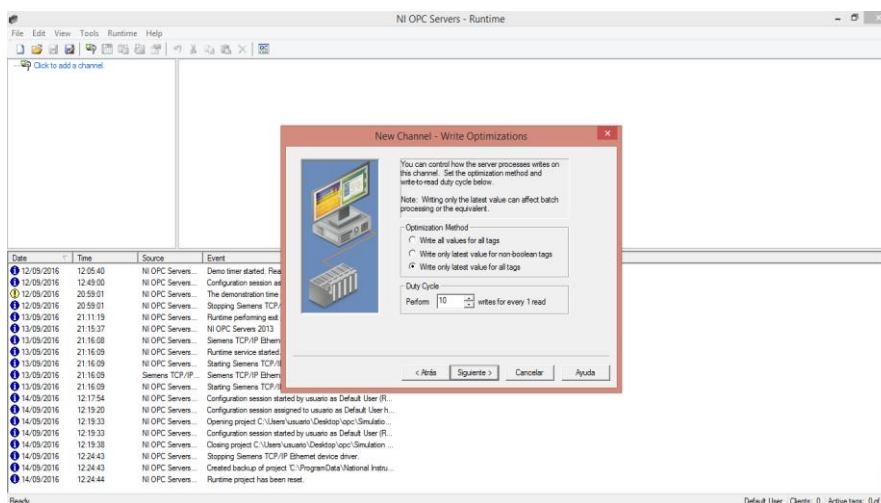 NI OPC Servers - Runtime
File Edit View Tools Runtime Help
Click to add a channel.
New Channel - Write Optimizations
You can control how the server processes writes on
this channel. Set the optimization method and
write-to-read duty cycle below.
Note: Writing only the latest value can affect batch
processing or the equivalent.
Optimization Method
Write all values for all tags
Write only latest value for non-boolean tags
Write only latest value for all tags
Duty Cycle
Perform 10 writes for every 1 read
< Atrás Siguiente > Cancelar Ayuda
Date Time Source Event
12/09/2016 12:05:40 NI OPC Servers... Demo timer started. Rea
12/09/2016 12:49:00 NI OPC Servers... Configuration session as
12/09/2016 20:59:01 NI OPC Servers... The demonstration time
12/09/2016 20:59:01 NI OPC Servers... Stopping Siemens TCP/
13/09/2016 21:11:19 NI OPC Servers... Runtime performing exit
13/09/2016 21:15:37 NI OPC Servers... NI OPC Servers 2013
13/09/2016 21:16:08 NI OPC Servers... Siemens TCP/IP Ethern
13/09/2016 21:16:09 NI OPC Servers... Runtime service started.
13/09/2016 21:16:09 NI OPC Servers... Starting Siemens TCP/I
13/09/2016 21:16:09 Siemens TCP/IP... Siemens TCP/IP Ethern
13/09/2016 21:16:09 NI OPC Servers... Starting Siemens TCP/I
14/09/2016 12:17:54 NI OPC Servers... Configuration session started by usuario as Default User (R...
14/09/2016 12:19:20 NI OPC Servers... Configuration session assigned to usuario as Default User h...
14/09/2016 12:19:33 NI OPC Servers... Opening project C:\Users\usuario\Desktop\opc\Simulatio...
14/09/2016 12:19:33 NI OPC Servers... Configuration session started by usuario as Default User (R...
14/09/2016 12:19:38 NI OPC Servers... Closing project C:\Users\usuario\Desktop\opc\Simulation ...
14/09/2016 12:24:43 NI OPC Servers... Stopping Siemens TCP/IP Ethernet device driver.
14/09/2016 12:24:43 NI OPC Servers... Created backup of project 'C:\ProgramData\National Instru...
14/09/2016 12:24:44 NI OPC Servers... Runtime project has been reset.
Ready Default User Clients: 0 Active tags: 0 of